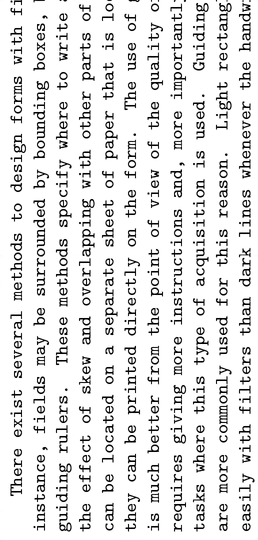 There exist several methods to design forms with fi
instance, fields may be surrounded by bounding boxes,
guiding rulers. These methods specify where to write
the effect of skew and overlapping with other parts of
can be located on a separate sheet of paper that is loc
they can be printed directly on the form. The use of g
is much better from the point of view of the quality o
requires giving more instructions and, more importantly
tasks where this type of acquisition is used. Guiding
are more commonly used for this reason. Light rectang
easily with filters than dark lines whenever the handw